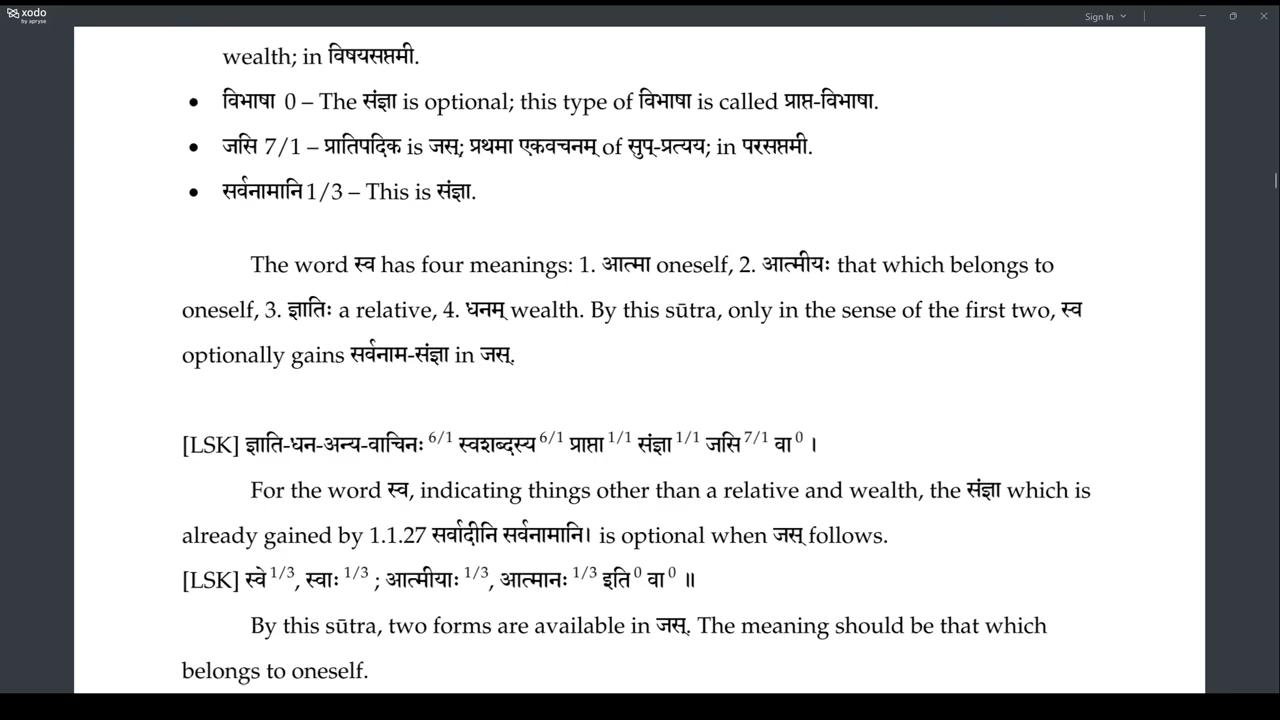 xodo
by apryse
Sign In
wealth; in विषयसप्तमी.
• विभाषा 0 – The संज्ञा is optional; this type of विभाषा is called प्राप्त-विभाषा.
• जसि 7/1 – प्रातिपदिक is जस्; प्रथमा एकवचनम् of सुप्-प्रत्यय; in परसप्तमी.
• सर्वनामानि 1/3 – This is संज्ञा.
The word स्व has four meanings: 1. आत्मा oneself, 2. आत्मीयः that which belongs to
oneself, 3. ज्ञातिः a relative, 4. धनम् wealth. By this sūtra, only in the sense of the first two, स्व
optionally gains सर्वनाम-संज्ञा in जस्.
[LSK] ज्ञाति-धन-अन्य-वाचिनः 6/1 स्वशब्दस्य 6/1 प्राप्ता 1/1 संज्ञा 1/1 जसि 7/1 वा 0 ।
For the word स्व, indicating things other than a relative and wealth, the संज्ञा which is
already gained by 1.1.27 सर्वादीनि सर्वनामानि। is optional when जस् follows.
[LSK] स्वे 1/3, स्वाः 1/3 ; आत्मीयाः 1/3, आत्मानः 1/3 इति 0 वा 0 ॥
By this sūtra, two forms are available in जस्. The meaning should be that which
belongs to oneself.